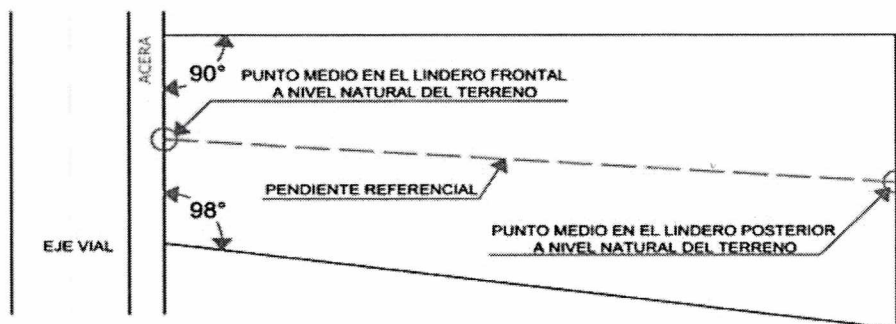 ACERA
90°
PUNTO MEDIO EN EL LINDERO FRONTAL
A NIVEL NATURAL DEL TERRENO
PENDIENTE REFERENCIAL
98°
PUNTO MEDIO EN EL LINDERO POSTERIOR
A NIVEL NATURAL DEL TERRENO
EJE VIAL